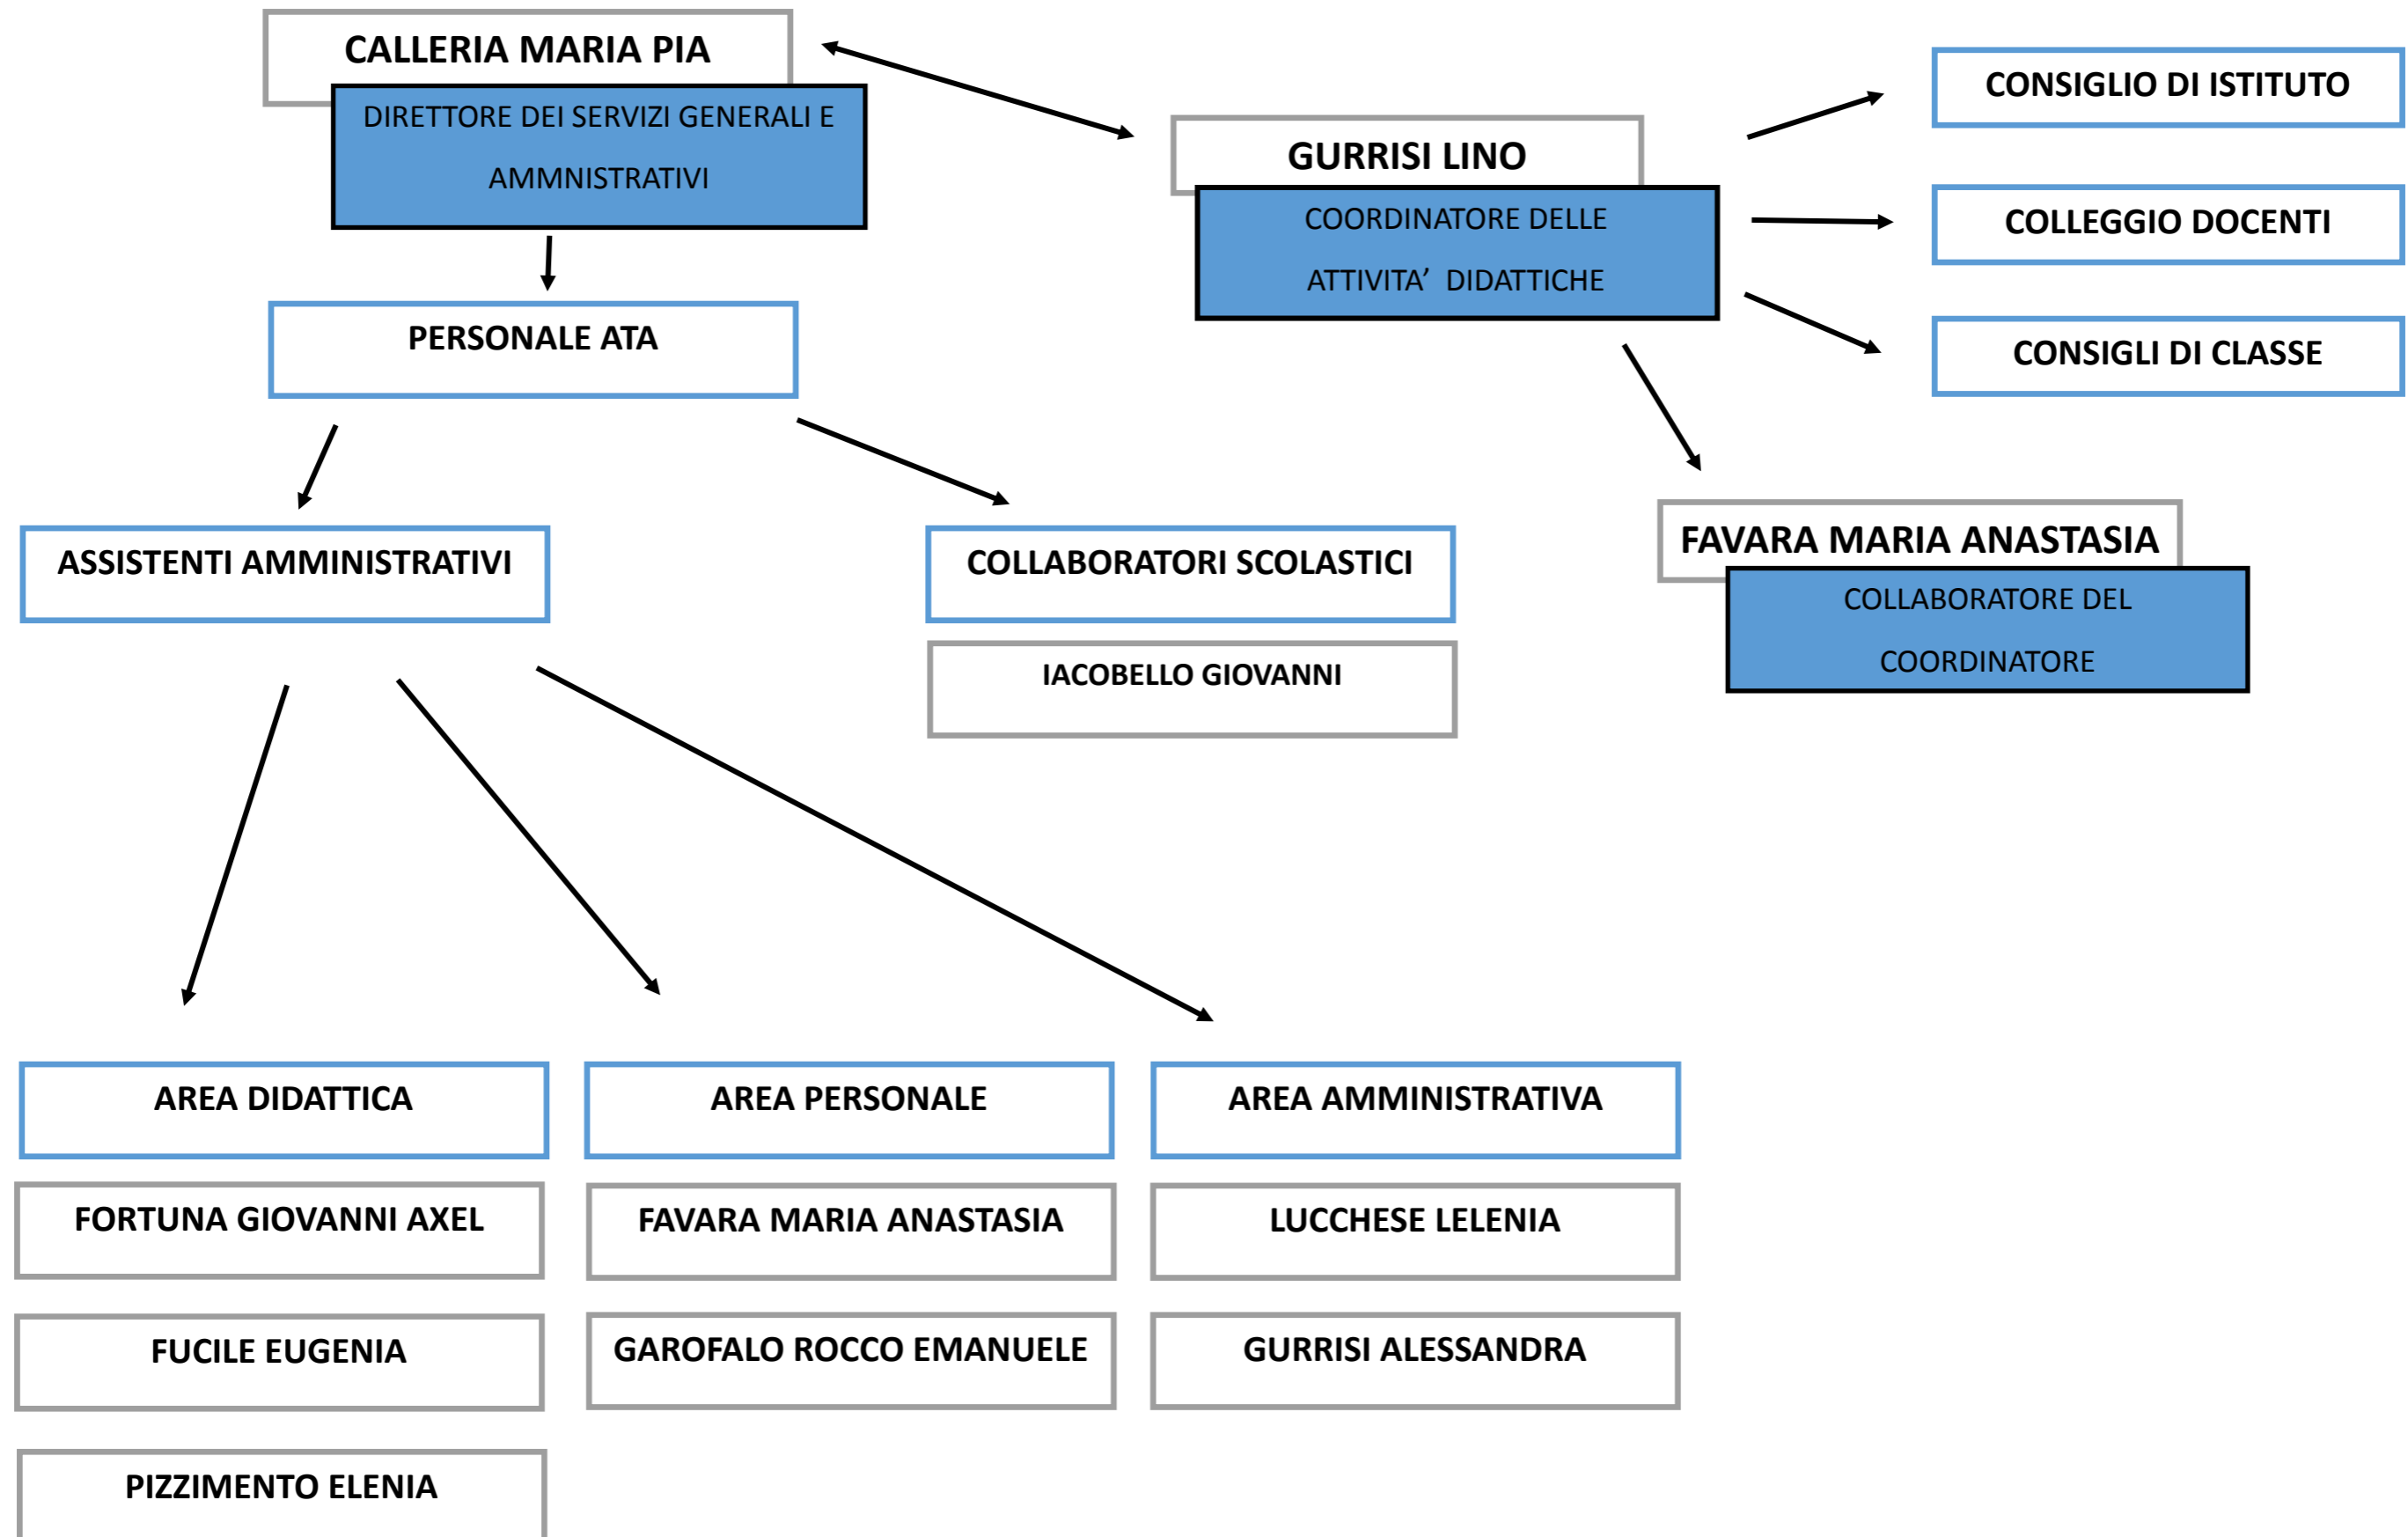 CALLERIA MARIA PIA
DIRETTORE DEI SERVIZI GENERALI E
AMMNISTRATIVI
GURRISI LINO
COORDINATORE DELLE
ATTIVITA’ DIDATTICHE
CONSIGLIO DI ISTITUTO
COLLEGGIO DOCENTI
CONSIGLI DI CLASSE
PERSONALE ATA
ASSISTENTI AMMINISTRATIVI
COLLABORATORI SCOLASTICI
IACOBELLO GIOVANNI
FAVARA MARIA ANASTASIA
COLLABORATORE DEL
COORDINATORE
AREA DIDATTICA
FORTUNA GIOVANNI AXEL
FUCILE EUGENIA
PIZZIMENTO ELENIA
AREA PERSONALE
FAVARA MARIA ANASTASIA
GAROFALO ROCCO EMANUELE
AREA AMMINISTRATIVA
LUCCHESE LELENIA
GURRISI ALESSANDRA